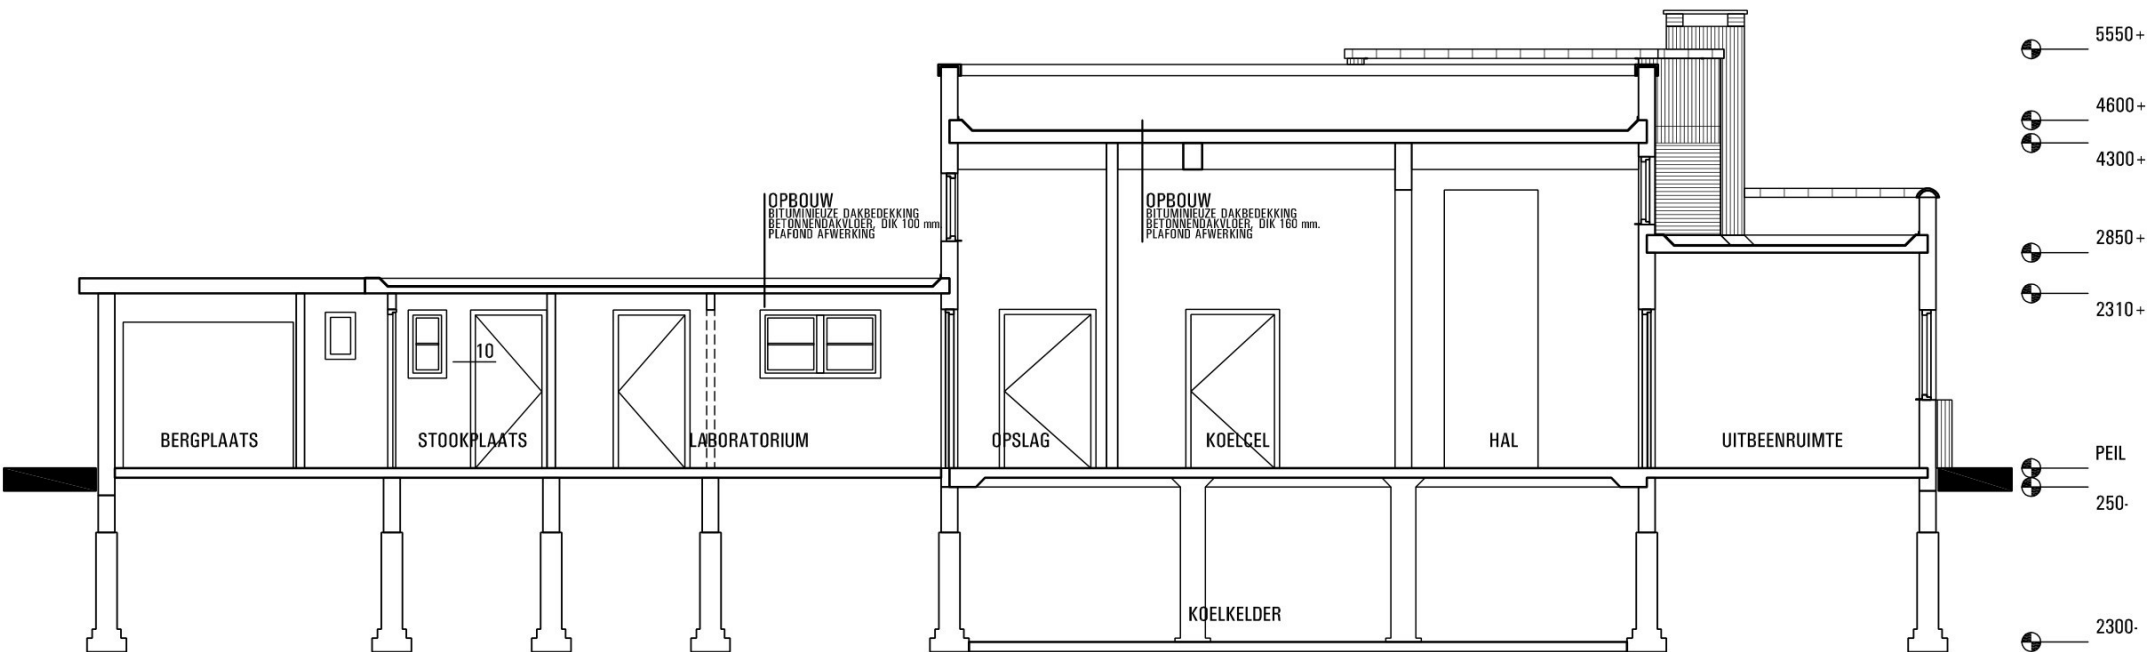 5550+
4600+
4300+
OPBOUW
BITUMINIEUZE DAKBEDEKKING
BETONNENDAKVLOER, DIK 100 mm.
PLAFOND AFWERKING
OPBOUW
BITUMINIEUZE DAKBEDEKKING
BETONNENDAKVLOER, DIK 160 mm.
PLAFOND AFWERKING
2850+
2310+
10
BERGPLAATS
STOOKPLAATS
LABORATORIUM
OPSLAG
KOELCEL
HAL
UITBEENRUIMTE
PEIL
250-
KOELKELDER
2300-